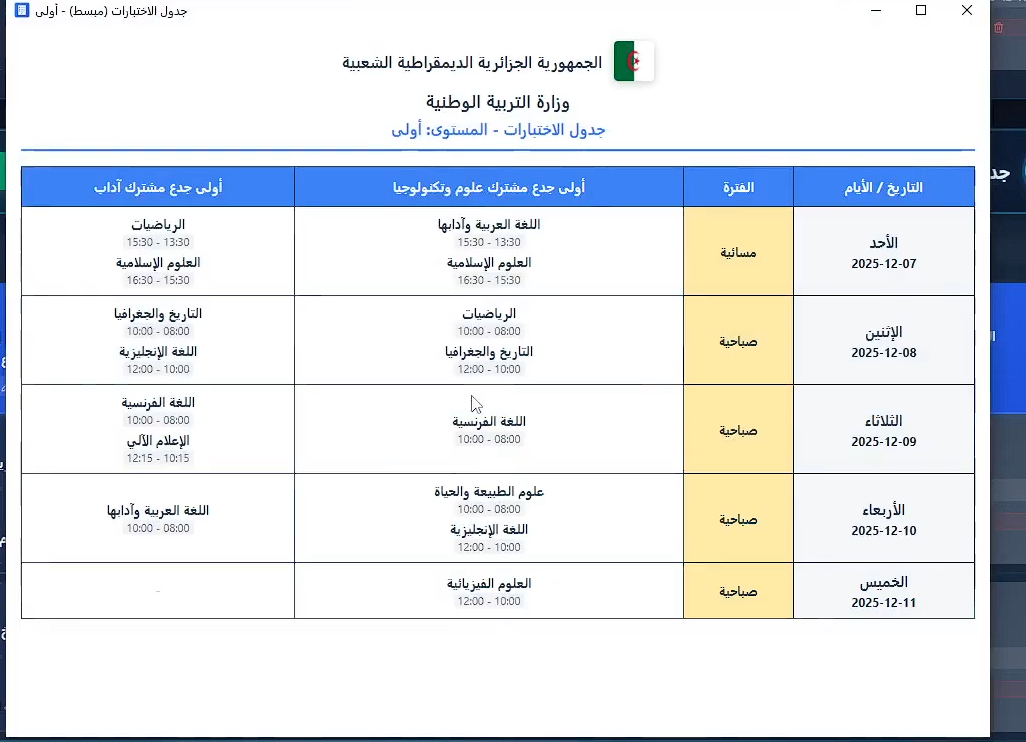 جدول الاختبارات (مبسط) - أولى
الجمهورية الجزائرية الديمقراطية الشعبية
وزارة التربية الوطنية
جدول الاختبارات - المستوى: أولى
التاريخ / الأيام
الفترة
أولى جدع مشترك علوم وتكنولوجيا
أولى جدع مشترك آداب
الأحد
2025-12-07
مسائية
اللغة العربية وآدابها
15:30 - 13:30
العلوم الإسلامية
16:30 - 15:30
الرياضيات
15:30 - 13:30
العلوم الإسلامية
16:30 - 15:30
الإثنين
2025-12-08
صباحية
الرياضيات
10:00 - 08:00
التاريخ والجغرافيا
12:00 - 10:00
التاريخ والجغرافيا
10:00 - 08:00
اللغة الإنجليزية
12:00 - 10:00
الثلاثاء
2025-12-09
صباحية
اللغة الفرنسية
10:00 - 08:00
اللغة الفرنسية
10:00 - 08:00
الإعلام الآلي
12:15 - 10:15
الأربعاء
2025-12-10
صباحية
علوم الطبيعة والحياة
10:00 - 08:00
اللغة الإنجليزية
12:00 - 10:00
اللغة العربية وآدابها
10:00 - 08:00
الخميس
2025-12-11
صباحية
العلوم الفيزيائية
12:00 - 10:00
-